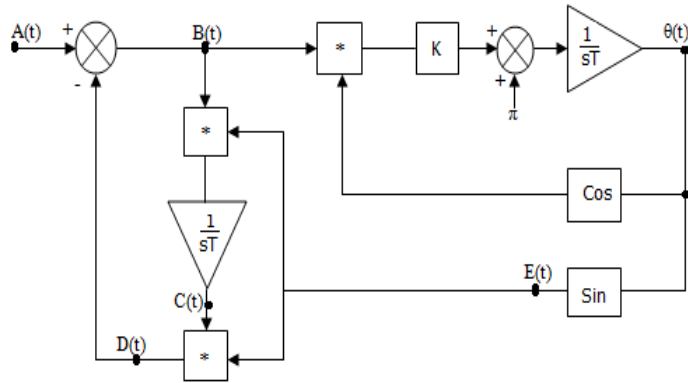 A(t)
+
-
B(t)
*
K
+
+
π
1
sT
θ(t)
*
Cos
1
sT
E(t)
Sin
C(t)
D(t)
*